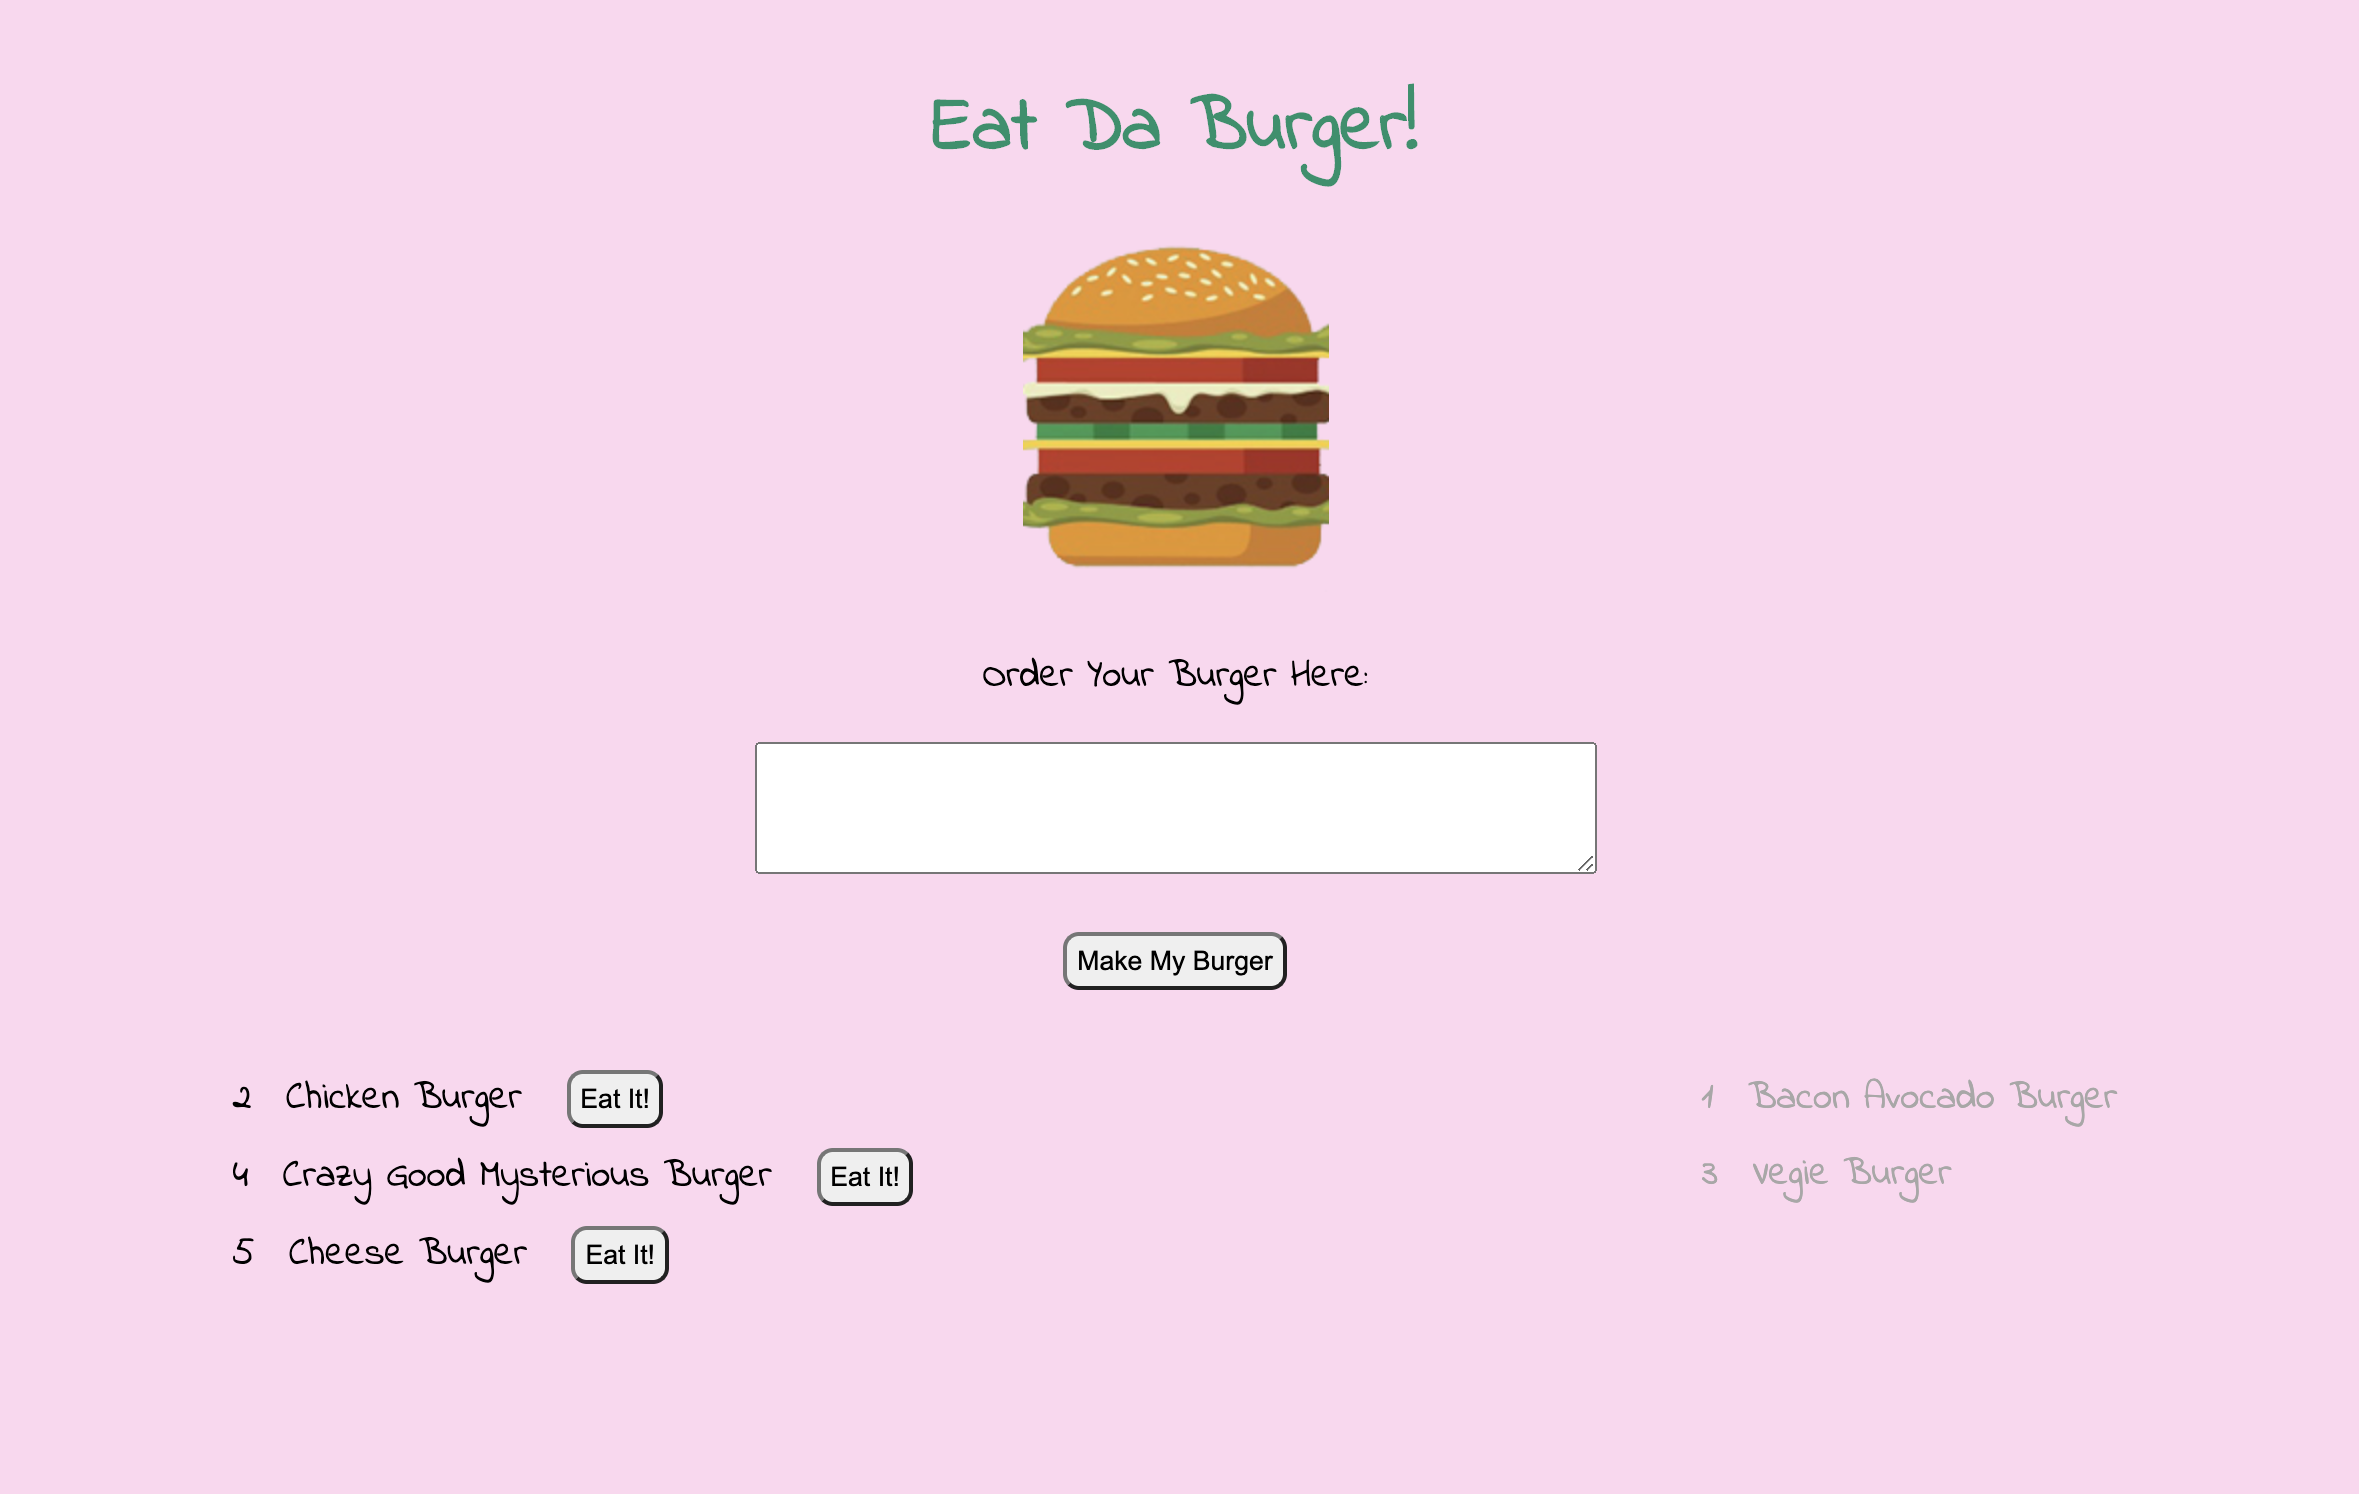 Eat Da Burger!
Order Your Burger Here:
Make My Burger
2 Chicken Burger Eat It!
4 Crazy Good Mysterious Burger Eat It!
5 Cheese Burger Eat It!
1 Bacon Avocado Burger
3 Vegie Burger